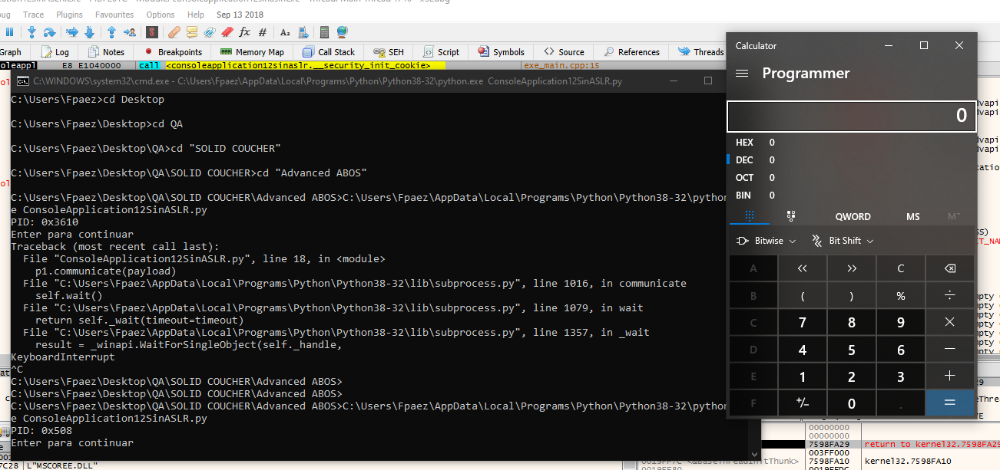 ug Trace Plugins Favourites Options Help Sep 13 2018
fx # A2
Graph Log Notes Breakpoints Memory Map Call Stack SEH Script Symbols Source References Threads
oleappl E8 E1040000 call <consoleapplication12sinaslr.__security_init_cookie> exe_main.cpp:15
C:\WINDOWS\system32\cmd.exe - C:\Users\Fpaez\AppData\Local\Programs\Python\Python38-32\python.exe ConsoleApplication12SinASLR.py
C:\Users\Fpaez>cd Desktop
C:\Users\Fpaez\Desktop>cd QA
C:\Users\Fpaez\Desktop\QA>cd "SOLID COUCHER"
C:\Users\Fpaez\Desktop\QA\SOLID COUCHER>cd "Advanced ABOS"
C:\Users\Fpaez\Desktop\QA\SOLID COUCHER\Advanced ABOS>C:\Users\Fpaez\AppData\Local\Programs\Python\Python38-32\python
e ConsoleApplication12SinASLR.py
PID: 0x3610
Enter para continuar
Traceback (most recent call last):
File "ConsoleApplication12SinASLR.py", line 18, in <module>
p1.communicate(payload)
File "C:\Users\Fpaez\AppData\Local\Programs\Python\Python38-32\lib\subprocess.py", line 1016, in communicate
self.wait()
File "C:\Users\Fpaez\AppData\Local\Programs\Python\Python38-32\lib\subprocess.py", line 1079, in wait
return self._wait(timeout=timeout)
File "C:\Users\Fpaez\AppData\Local\Programs\Python\Python38-32\lib\subprocess.py", line 1357, in _wait
result = _winapi.WaitForSingleObject(self._handle,
KeyboardInterrupt
^C
C:\Users\Fpaez\Desktop\QA\SOLID COUCHER\Advanced ABOS>
C:\Users\Fpaez\Desktop\QA\SOLID COUCHER\Advanced ABOS>
C:\Users\Fpaez\Desktop\QA\SOLID COUCHER\Advanced ABOS>C:\Users\Fpaez\AppData\Local\Programs\Python\Python38-32\python
e ConsoleApplication12SinASLR.py
PID: 0x508
Enter para continuar
7C28 L"MSCOREE.DLL"
Calculator
Programmer
0
HEX 0
DEC 0
OCT 0
BIN 0
QWORD MS M
Bitwise Bit Shift
A << >> C
B ( ) % ÷
C 7 8 9 ×
D 4 5 6 −
E 1 2 3 +
F +/- 0 . =
00000000
00000000
7598FA29 return to kernel32.7598FA29
003FF000
7598FA10 kernel32.7598FA10
0019FFDC